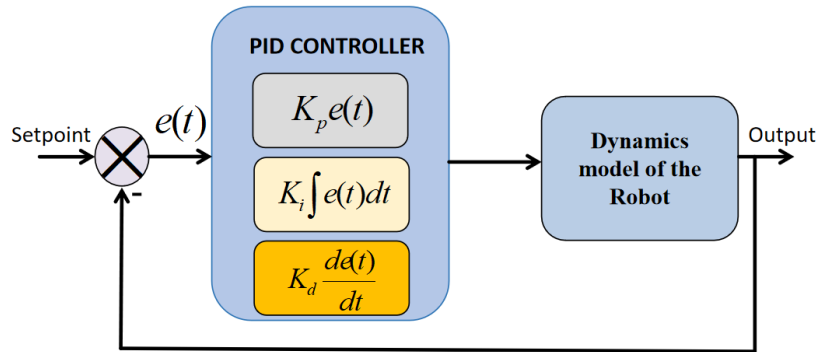 PID CONTROLLER
Setpoint
e(t)
-
K_p e(t)
K_i ∫ e(t)dt
K_d de(t)/dt
Dynamics
model of the
Robot
Output